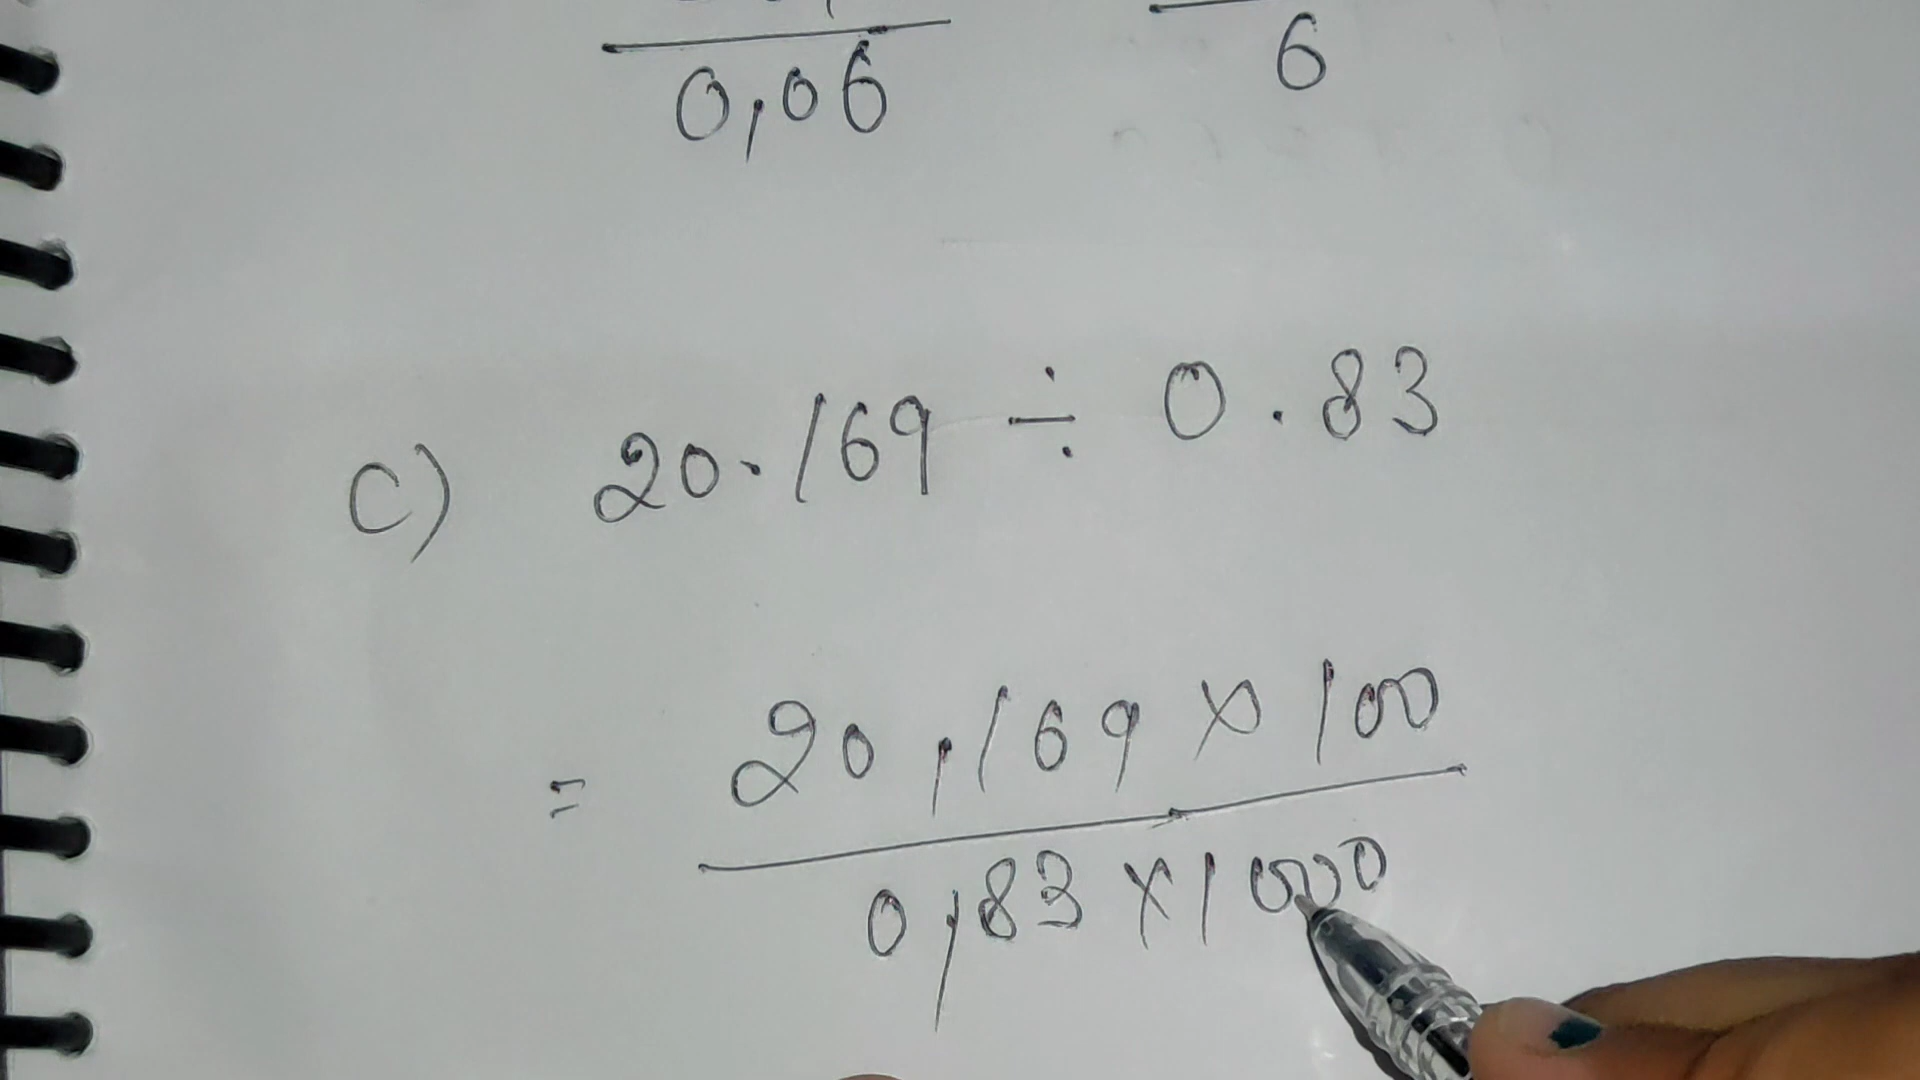 0,06 6
C) 20.169 ÷ 0.83
= 20,169 × 100
0,83 × 1000